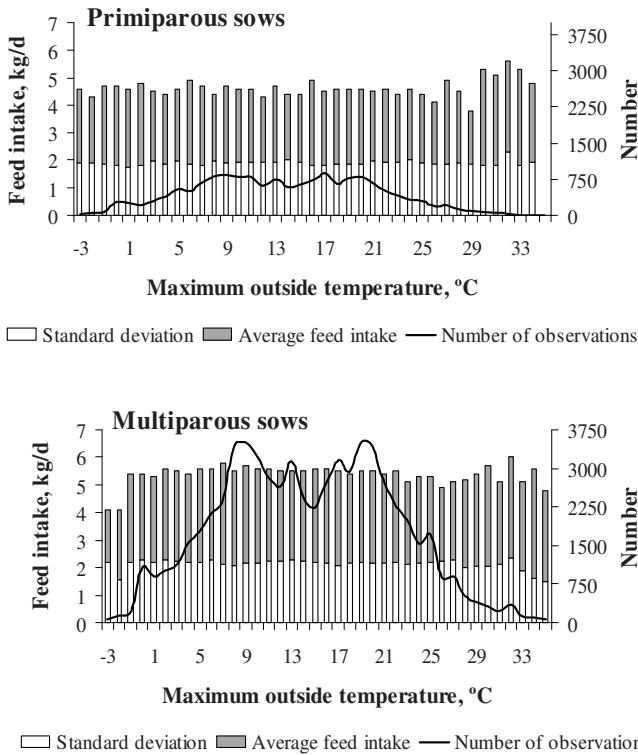 Primiparous sows
Feed intake, kg/d
7
6
5
4
3
2
1
0
3750
3000
2250
1500
750
0
Number
-3 1 5 9 13 17 21 25 29 33
Maximum outside temperature, ºC
Standard deviation Average feed intake Number of observations
Multiparous sows
Feed intake, kg/d
7
6
5
4
3
2
1
0
3750
3000
2250
1500
750
0
Number
-3 1 5 9 13 17 21 25 29 33
Maximum outside temperature, ºC
Standard deviation Average feed intake Number of observation